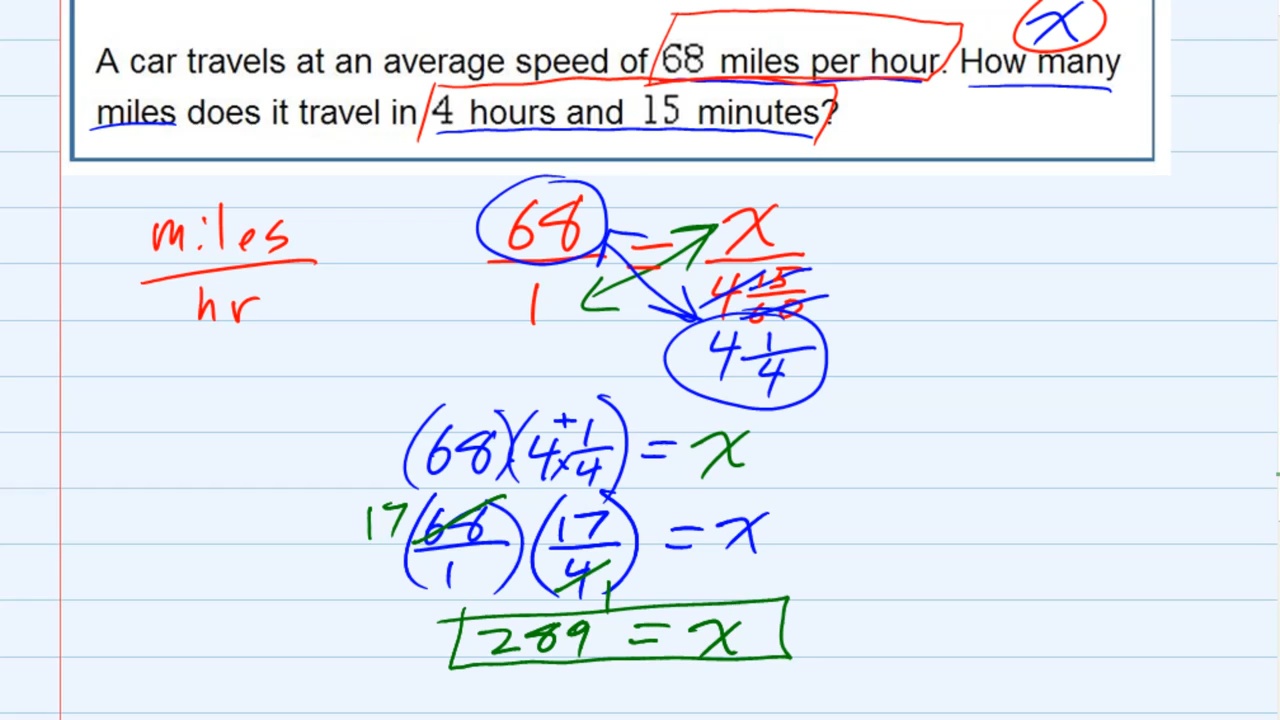 x
A car travels at an average speed of 68 miles per hour. How many
miles does it travel in 4 hours and 15 minutes?
miles / hr
68 / 1 = x / 4 15/60
4 1/4
(68)(4 + 1/4) = x
17 (68/1) (17/4) = x
1
289 = x